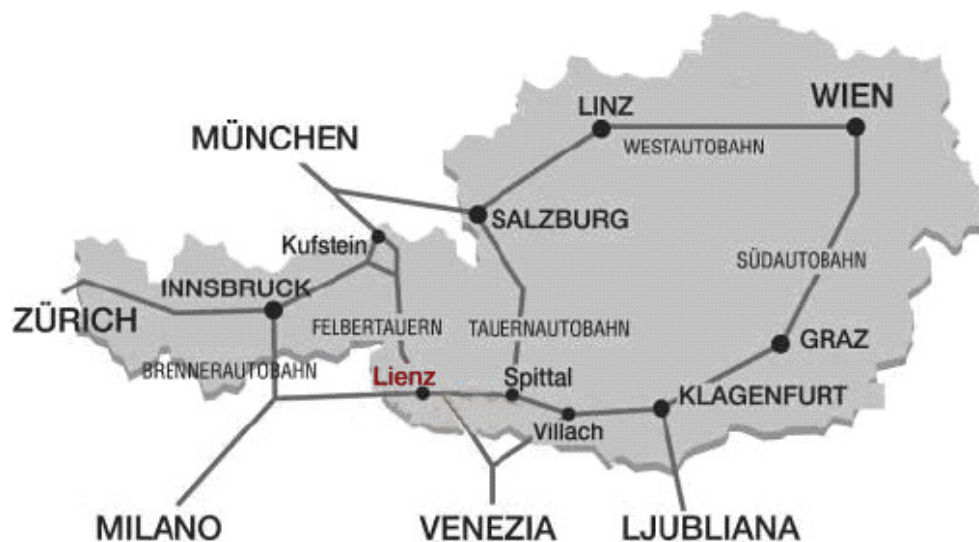 WIEN
LINZ
WESTAUTOBAHN
MÜNCHEN
SALZBURG
Kufstein
SÜDAUTOBAHN
INNSBRUCK
ZÜRICH
FELBERTAUERN
TAUERNAUTOBAHN
GRAZ
BRENNERAUTOBAHN
Lienz
Spittal
KLAGENFURT
Villach
MILANO
VENEZIA
LJUBLIANA